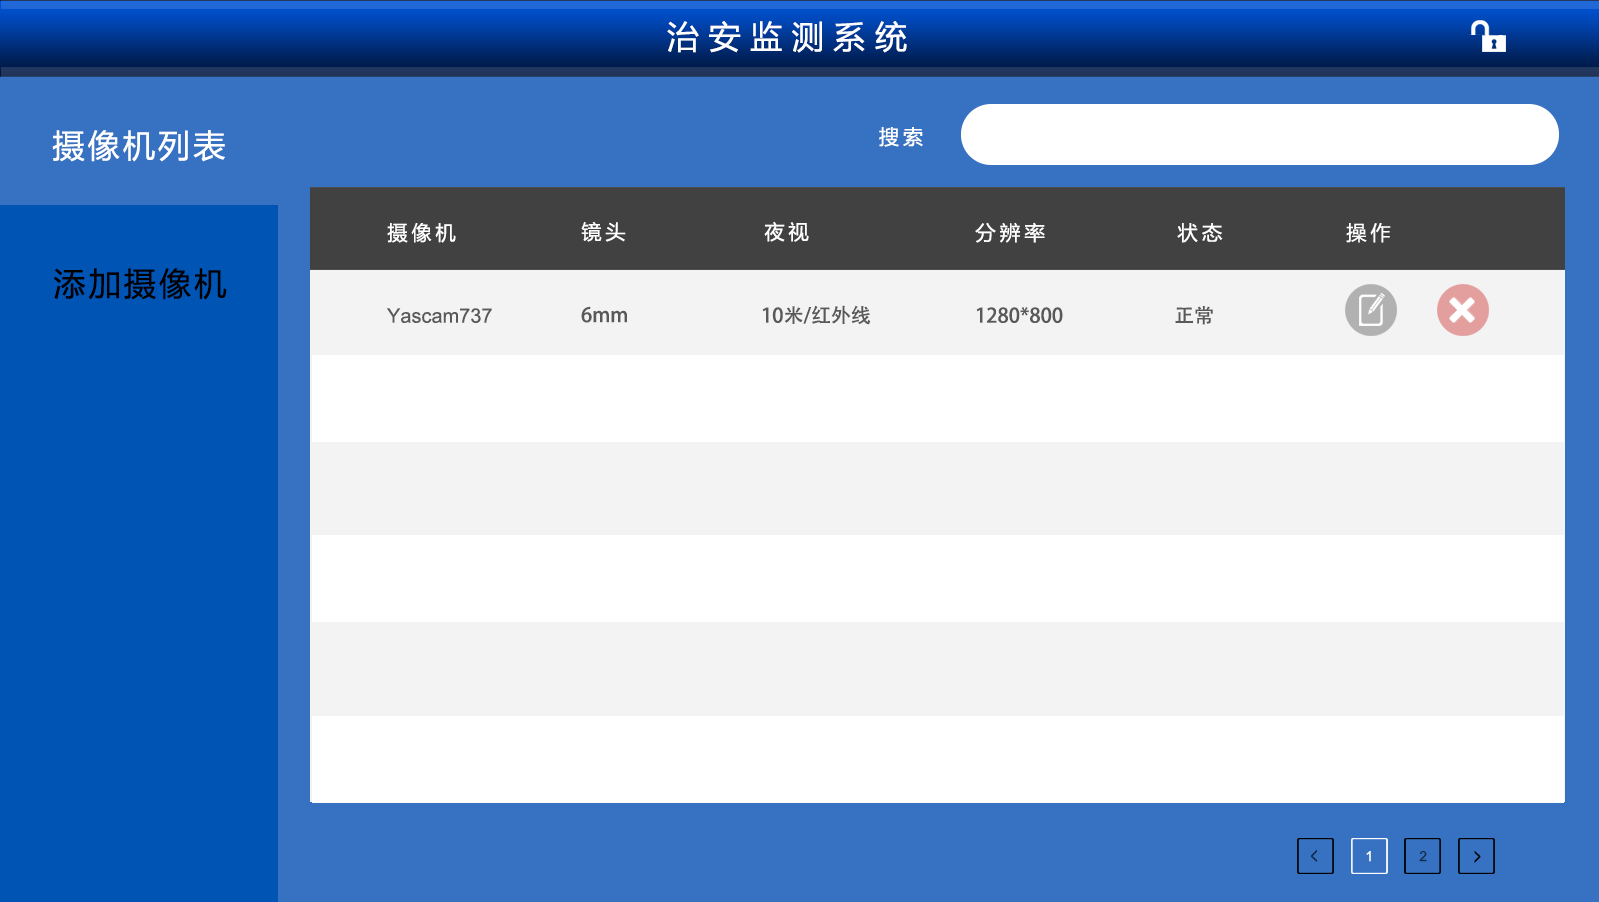 治安监测系统
摄像机列表
搜索
添加摄像机
摄像机 镜头 夜视 分辨率 状态 操作
Yascam737 6mm 10米/红外线 1280*800 正常
< 1 2 >